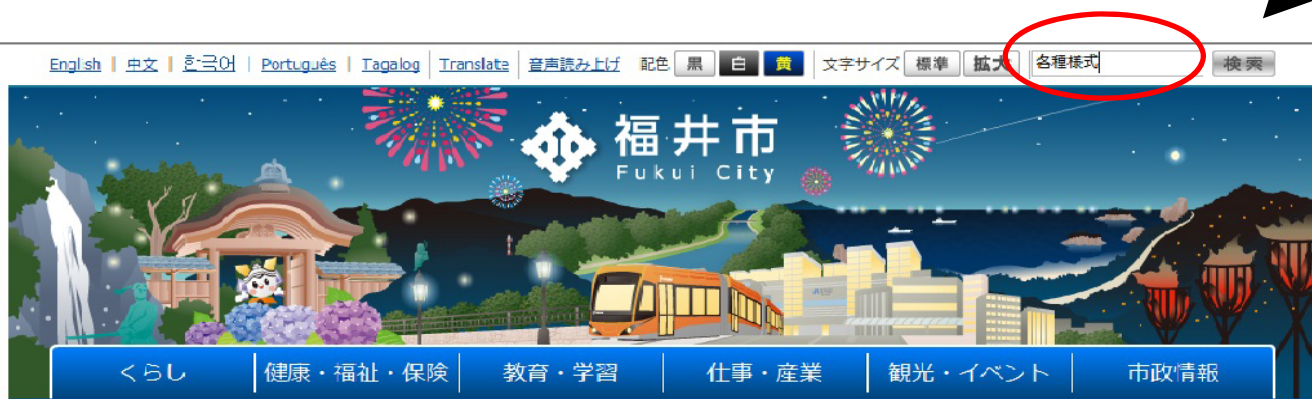 English | 中文 | 한국어 | Português | Tagalog | Translate 音声読み上げ 配色 黒 白 黄 文字サイズ 標準 拡大 各種様式 検索
福井市
Fukui City
くらし 健康・福祉・保険 教育・学習 仕事・産業 観光・イベント 市政情報